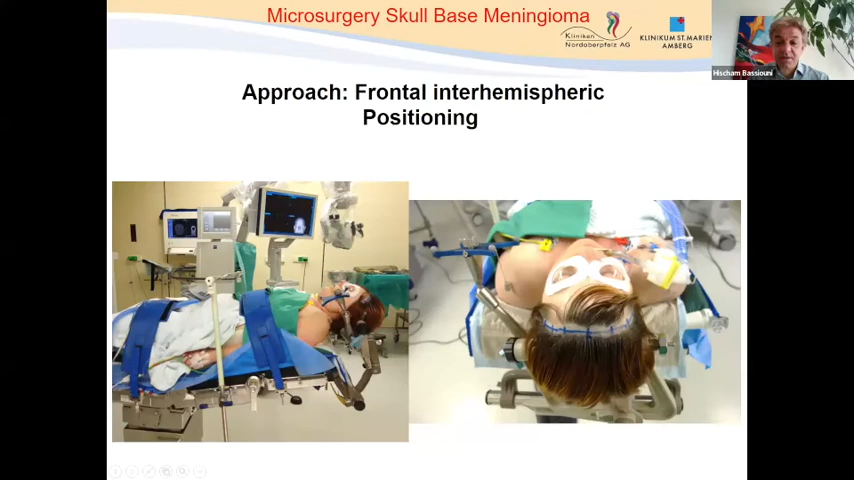 Microsurgery Skull Base Meningioma
Kliniken
Nordoberpfalz AG
KLINIKUM ST. MARIEN
AMBERG
Hischam Bassiouni
Approach: Frontal interhemispheric
Positioning